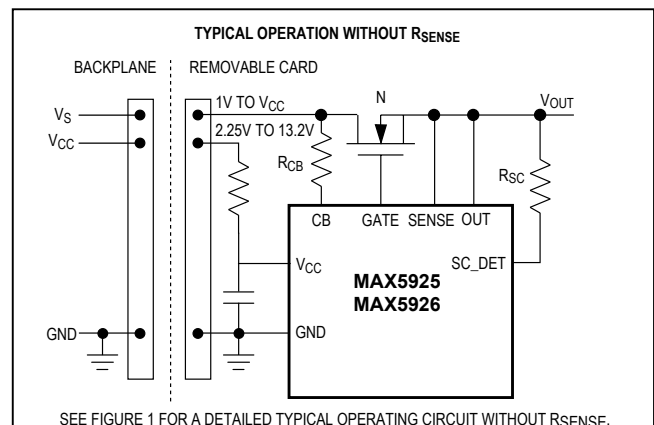 TYPICAL OPERATION WITHOUT RSENSE
BACKPLANE
REMOVABLE CARD
VS
VCC
GND
1V TO VCC
2.25V TO 13.2V
N
VOUT
RCB
RSC
CB
GATE
SENSE
OUT
SC_DET
VCC
MAX5925
MAX5926
GND
SEE FIGURE 1 FOR A DETAILED TYPICAL OPERATING CIRCUIT WITHOUT RSENSE.